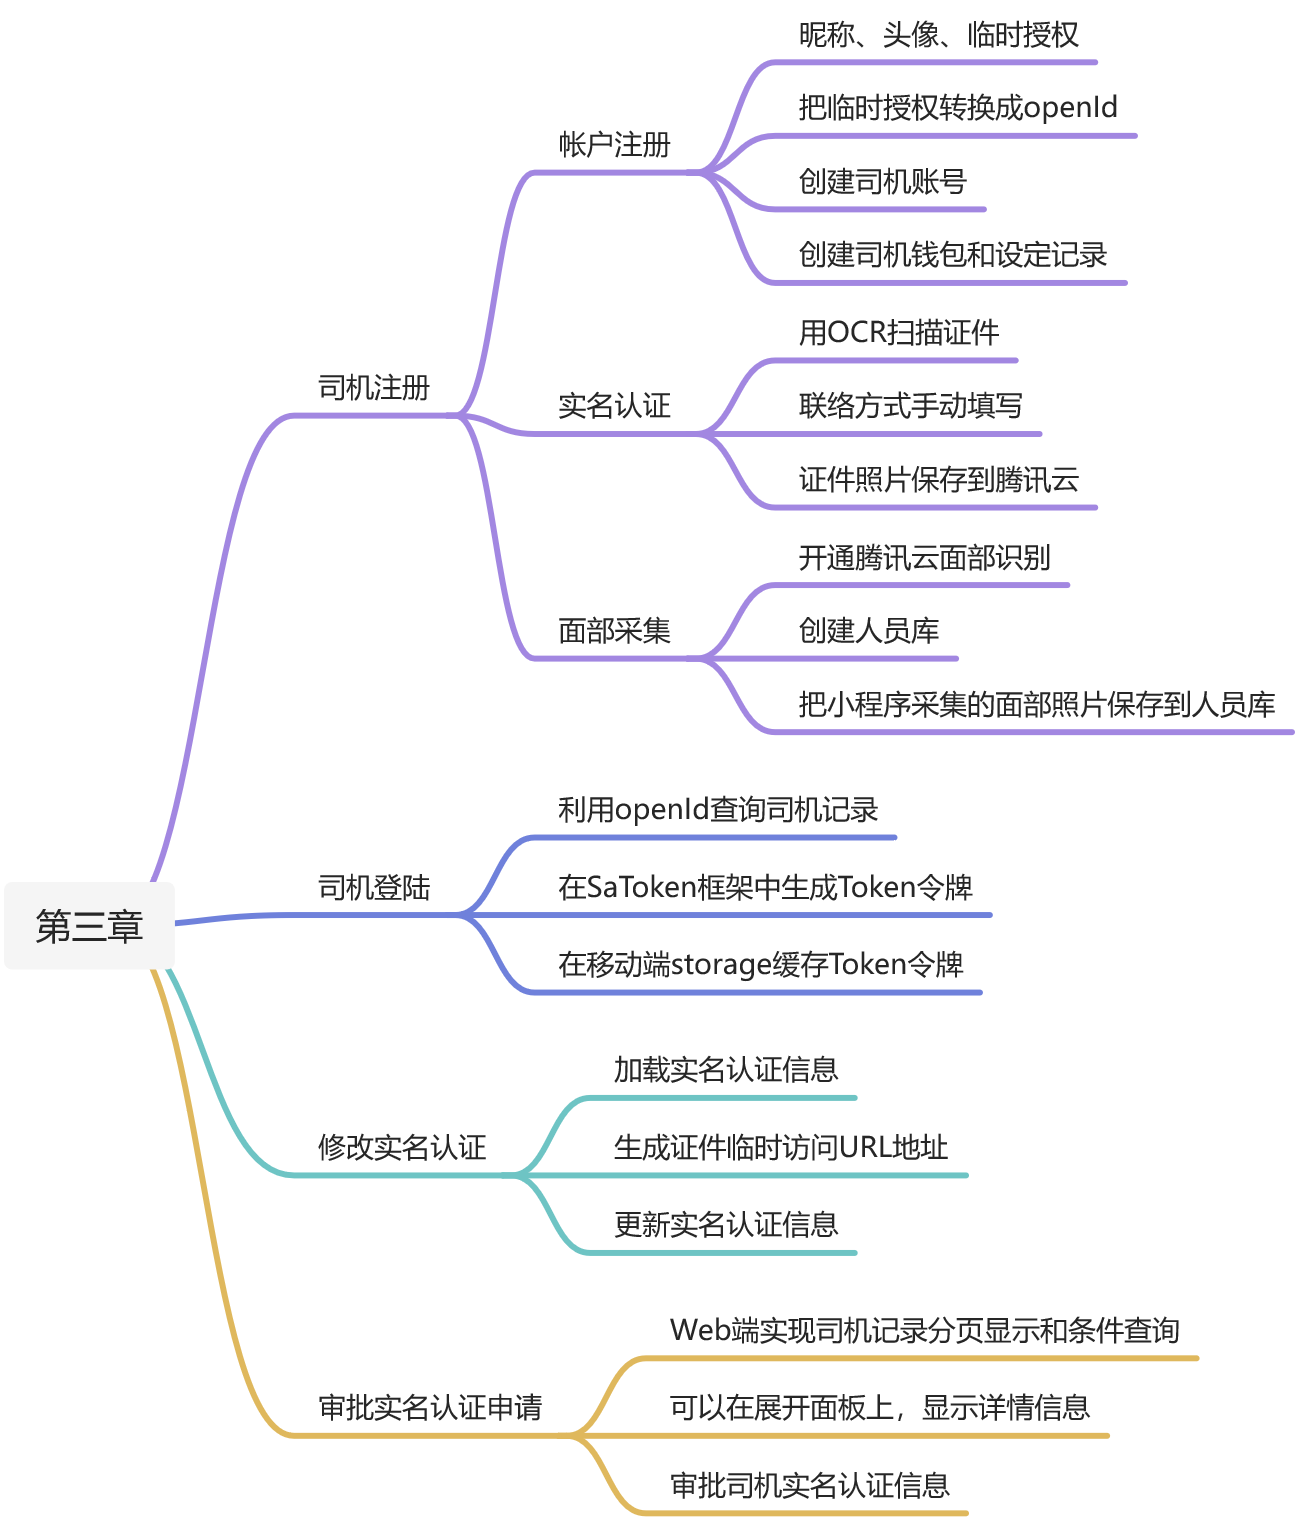 第三章
司机注册
帐户注册
昵称、头像、临时授权
把临时授权转换成openId
创建司机账号
创建司机钱包和设定记录
实名认证
用OCR扫描证件
联络方式手动填写
证件照片保存到腾讯云
面部采集
开通腾讯云面部识别
创建人员库
把小程序采集的面部照片保存到人员库
司机登陆
利用openId查询司机记录
在SaToken框架中生成Token令牌
在移动端storage缓存Token令牌
修改实名认证
加载实名认证信息
生成证件临时访问URL地址
更新实名认证信息
审批实名认证申请
Web端实现司机记录分页显示和条件查询
可以在展开面板上，显示详情信息
审批司机实名认证信息